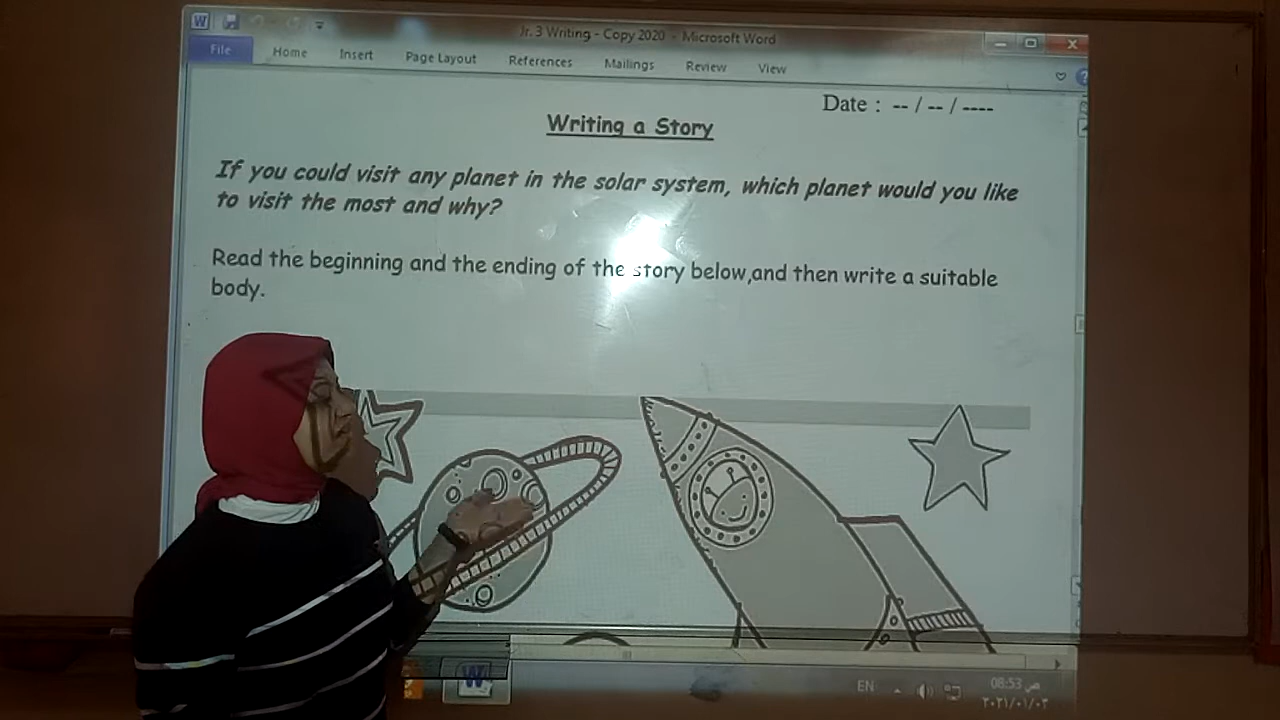 Jr. 3 Writing - Copy 2020 - Microsoft Word
File Home Insert Page Layout References Mailings Review View
Date : -- / -- / ----
Writing a Story
If you could visit any planet in the solar system, which planet would you like
to visit the most and why?
Read the beginning and the ending of the story below,and then write a suitable
body.
EN
08:53 ص
٢٠٢١/٠١/٠٣